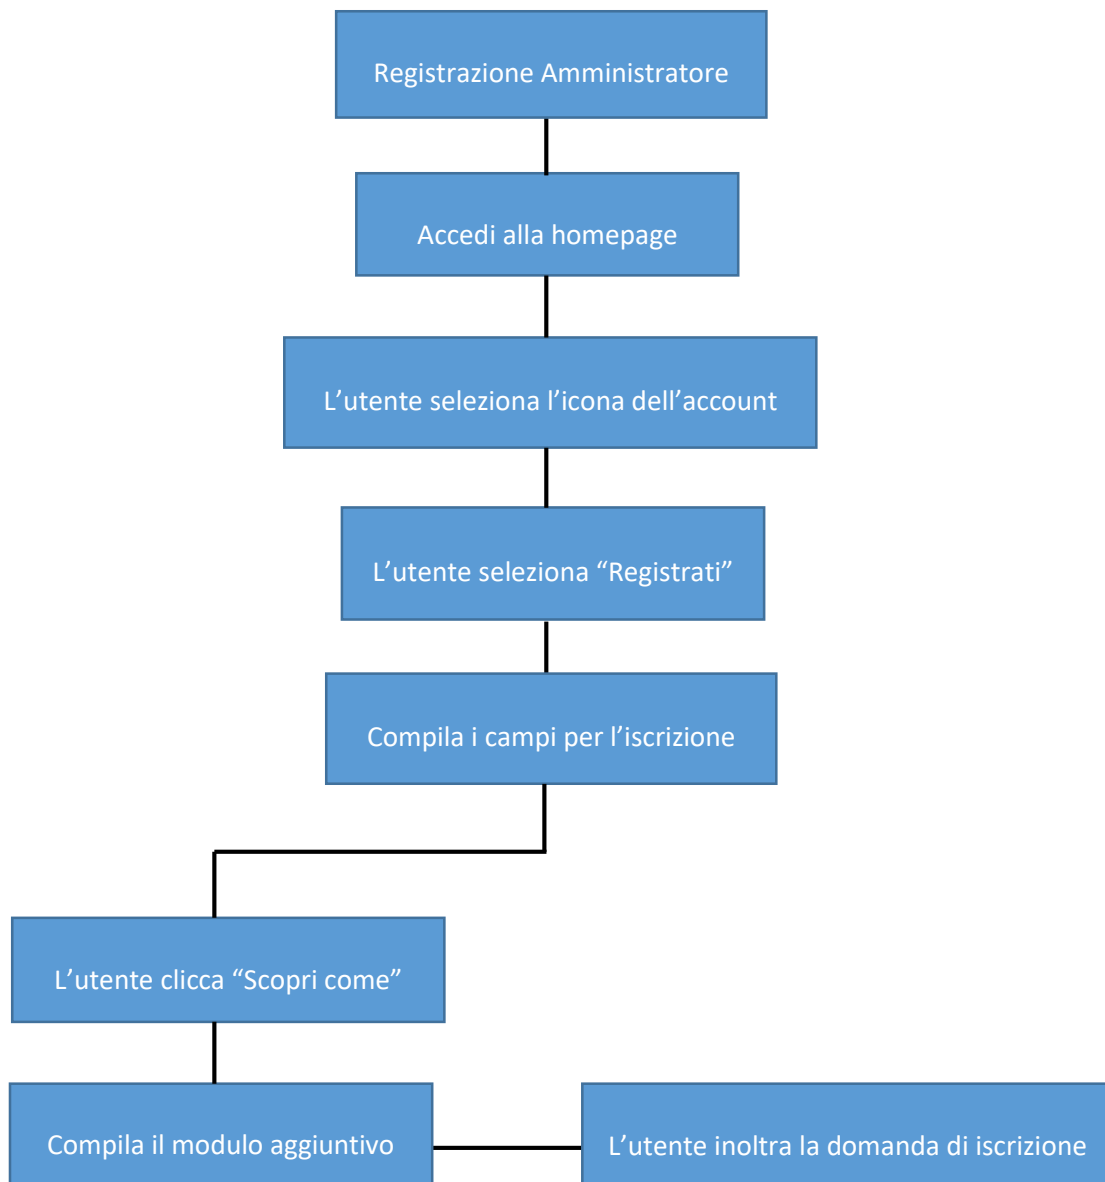 Registrazione Amministratore
Accedi alla homepage
L’utente seleziona l’icona dell’account
L’utente seleziona “Registrati”
Compila i campi per l’iscrizione
L’utente clicca “Scopri come”
Compila il modulo aggiuntivo
L’utente inoltra la domanda di iscrizione